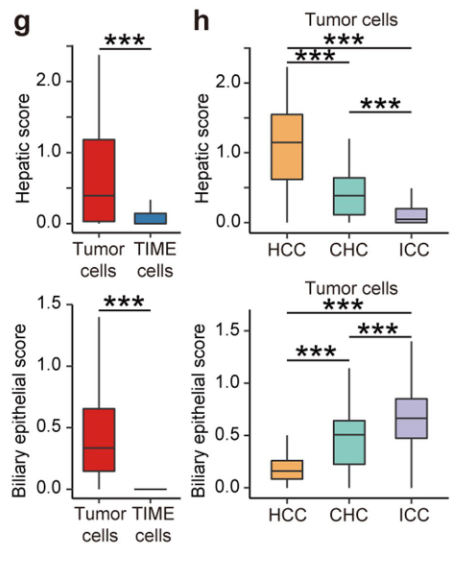 g
***
Hepatic score
2.0
1.0
0.0
Tumor cells
TIME cells
h
Tumor cells
***
***
***
Hepatic score
2.0
1.0
0.0
HCC
CHC
ICC
***
Biliary epithelial score
1.5
1.0
0.5
0.0
Tumor cells
TIME cells
Tumor cells
***
***
***
Biliary epithelial score
1.5
1.0
0.5
0.0
HCC
CHC
ICC